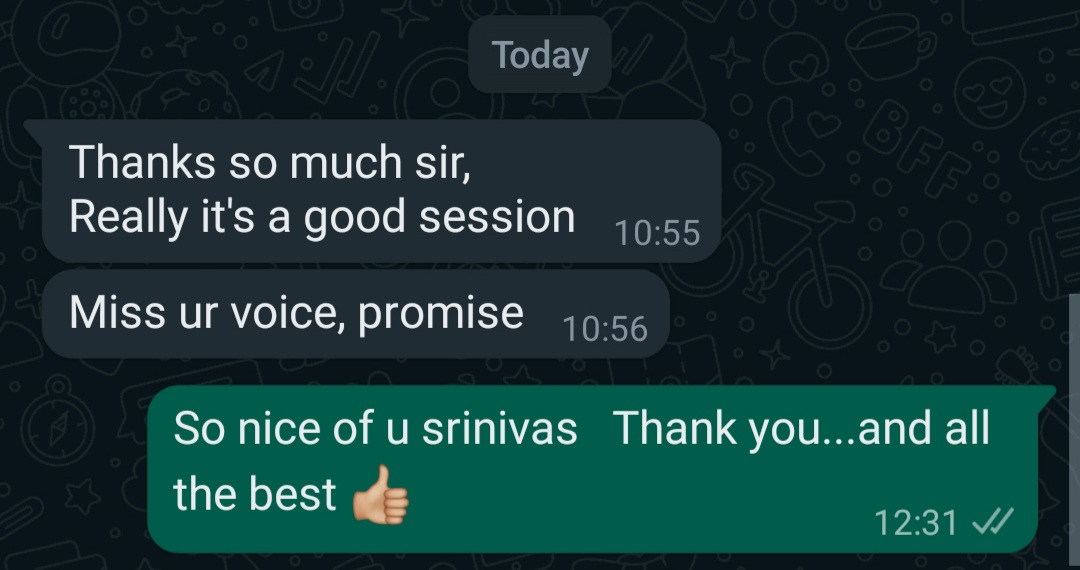 Today
Thanks so much sir,
Really it's a good session
10:55
Miss ur voice, promise
10:56
So nice of u srinivas   Thank you...and all
the best 👍🏼
12:31
BFF